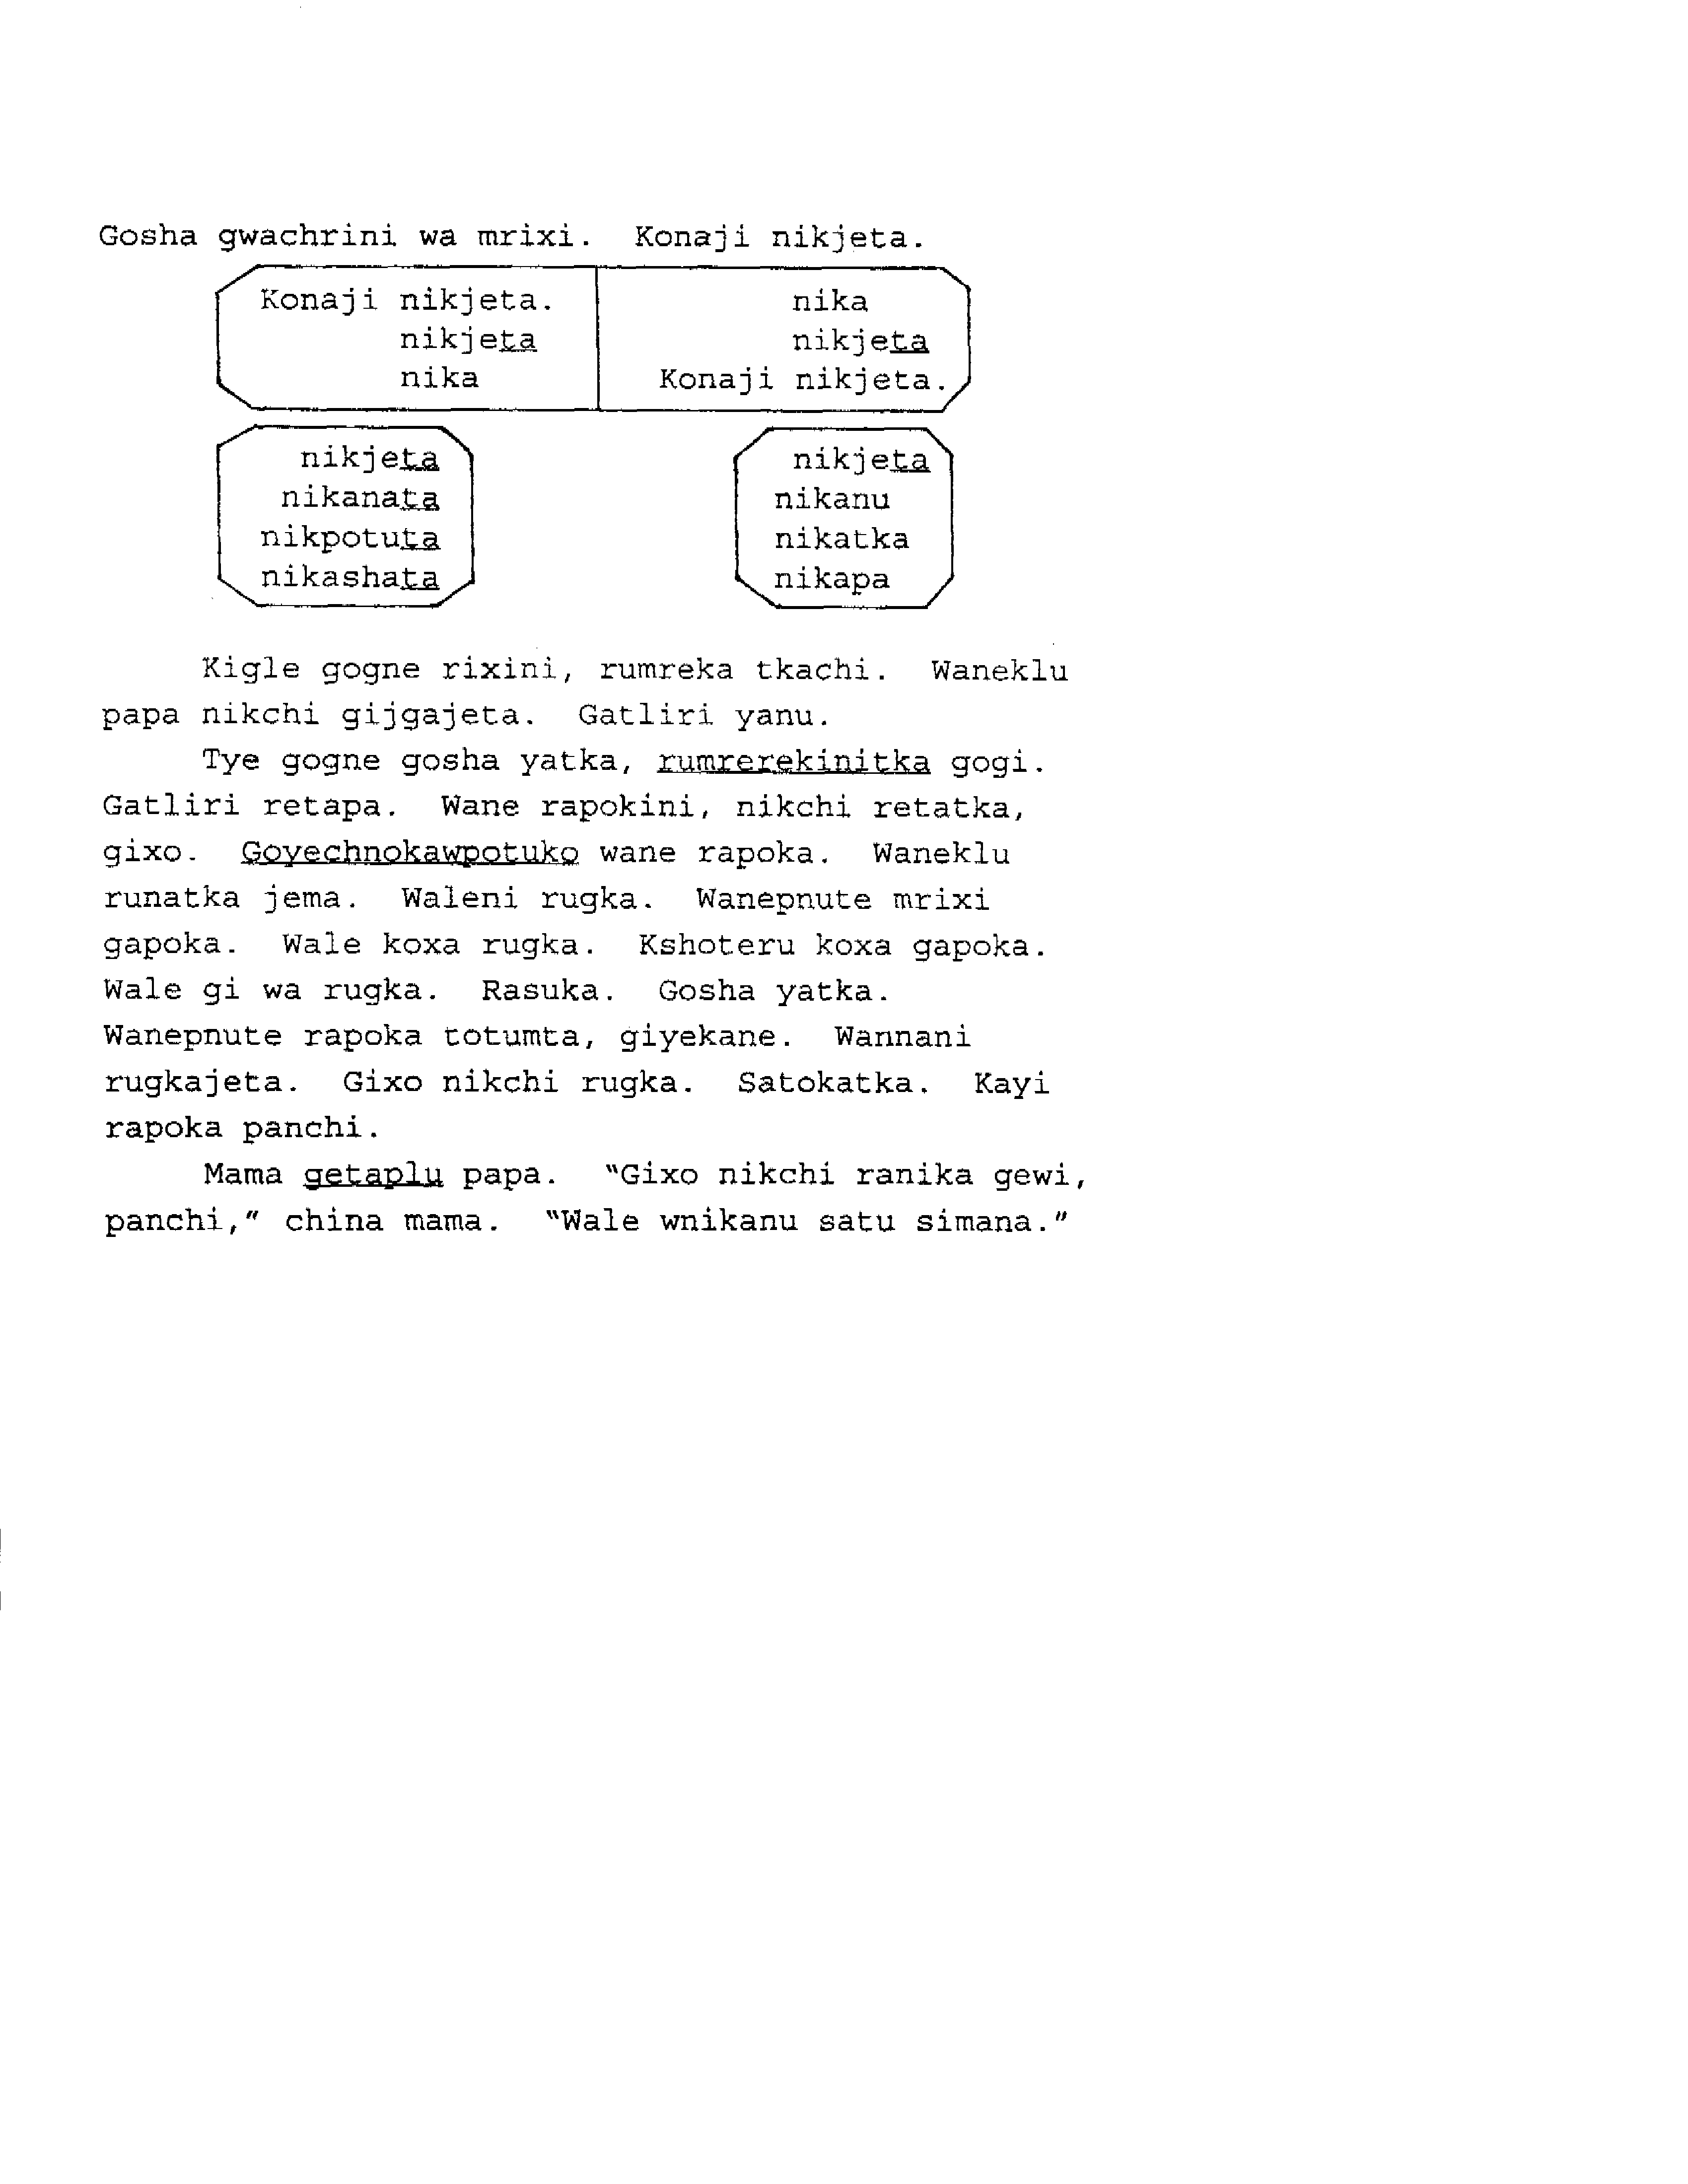 Gosha gwachrini wa mrixi. Konaji nikjeta.
Konaji nikjeta.
nikjeta
nika
nika
nikjeta
Konaji nikjeta.
nikjeta
nikanata
nikpotuta
nikashata
nikjeta
nikanu
nikatka
nikapa
Kigle gogne rixini, rumreka tkachi. Waneklu
papa nikchi gijgajeta. Gatliri yanu.
Tye gogne gosha yatka, rumrerekinitka gogi.
Gatliri retapa. Wane rapokini, nikchi retatka,
gixo. Goyechnokawpotuko wane rapoka. Waneklu
runatka jema. Waleni rugka. Wanepnute mrixi
gapoka. Wale koxa rugka. Kshoteru koxa gapoka.
Wale gi wa rugka. Rasuka. Gosha yatka.
Wanepnute rapoka totumta, giyekane. Wannani
rugkajeta. Gixo nikchi rugka. Satokatka. Kayi
rapoka panchi.
Mama getaplu papa. "Gixo nikchi ranika gewi,
panchi," china mama. "Wale wnikanu satu simana."